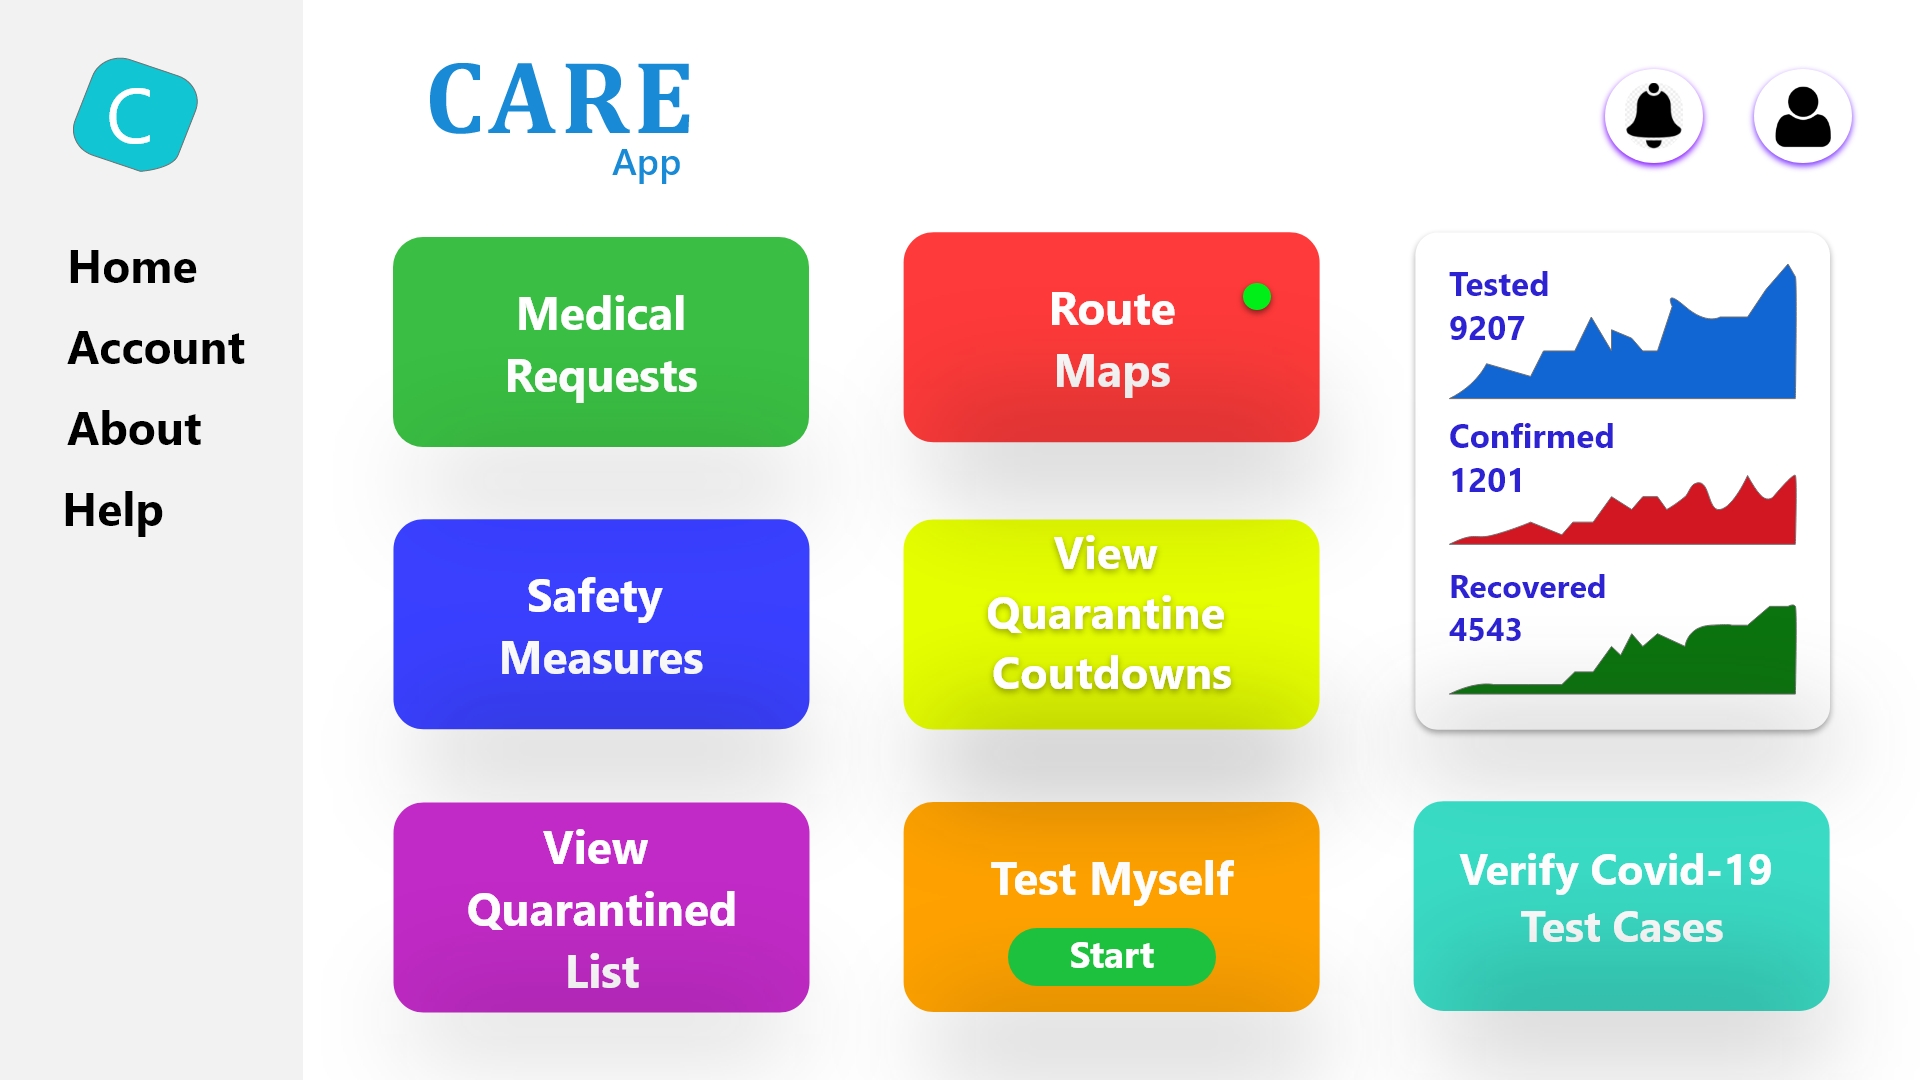 C
Home
Account
About
Help
CARE
App
Medical
Requests
Route
Maps
Tested
9207
Confirmed
1201
Recovered
4543
Safety
Measures
View
Quarantine
Coutdowns
View
Quarantined
List
Test Myself
Start
Verify Covid-19
Test Cases